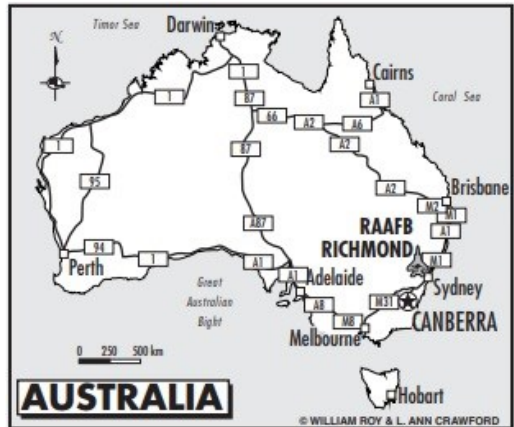 Timor Sea
Darwin
N
1
Cairns
Coral Sea
1
87
66
A1
A2
A6
1
87
A2
95
A2
Brisbane
M2
M1
A87
RAAFB
RICHMOND
A1
94
1
A1
M1
Perth
A1
Adelaide
Sydney
Great
Australian
Bight
A8
M31
M8
CANBERRA
Melbourne
0 250 500 km
AUSTRALIA
Hobart
© WILLIAM ROY & L. ANN CRAWFORD